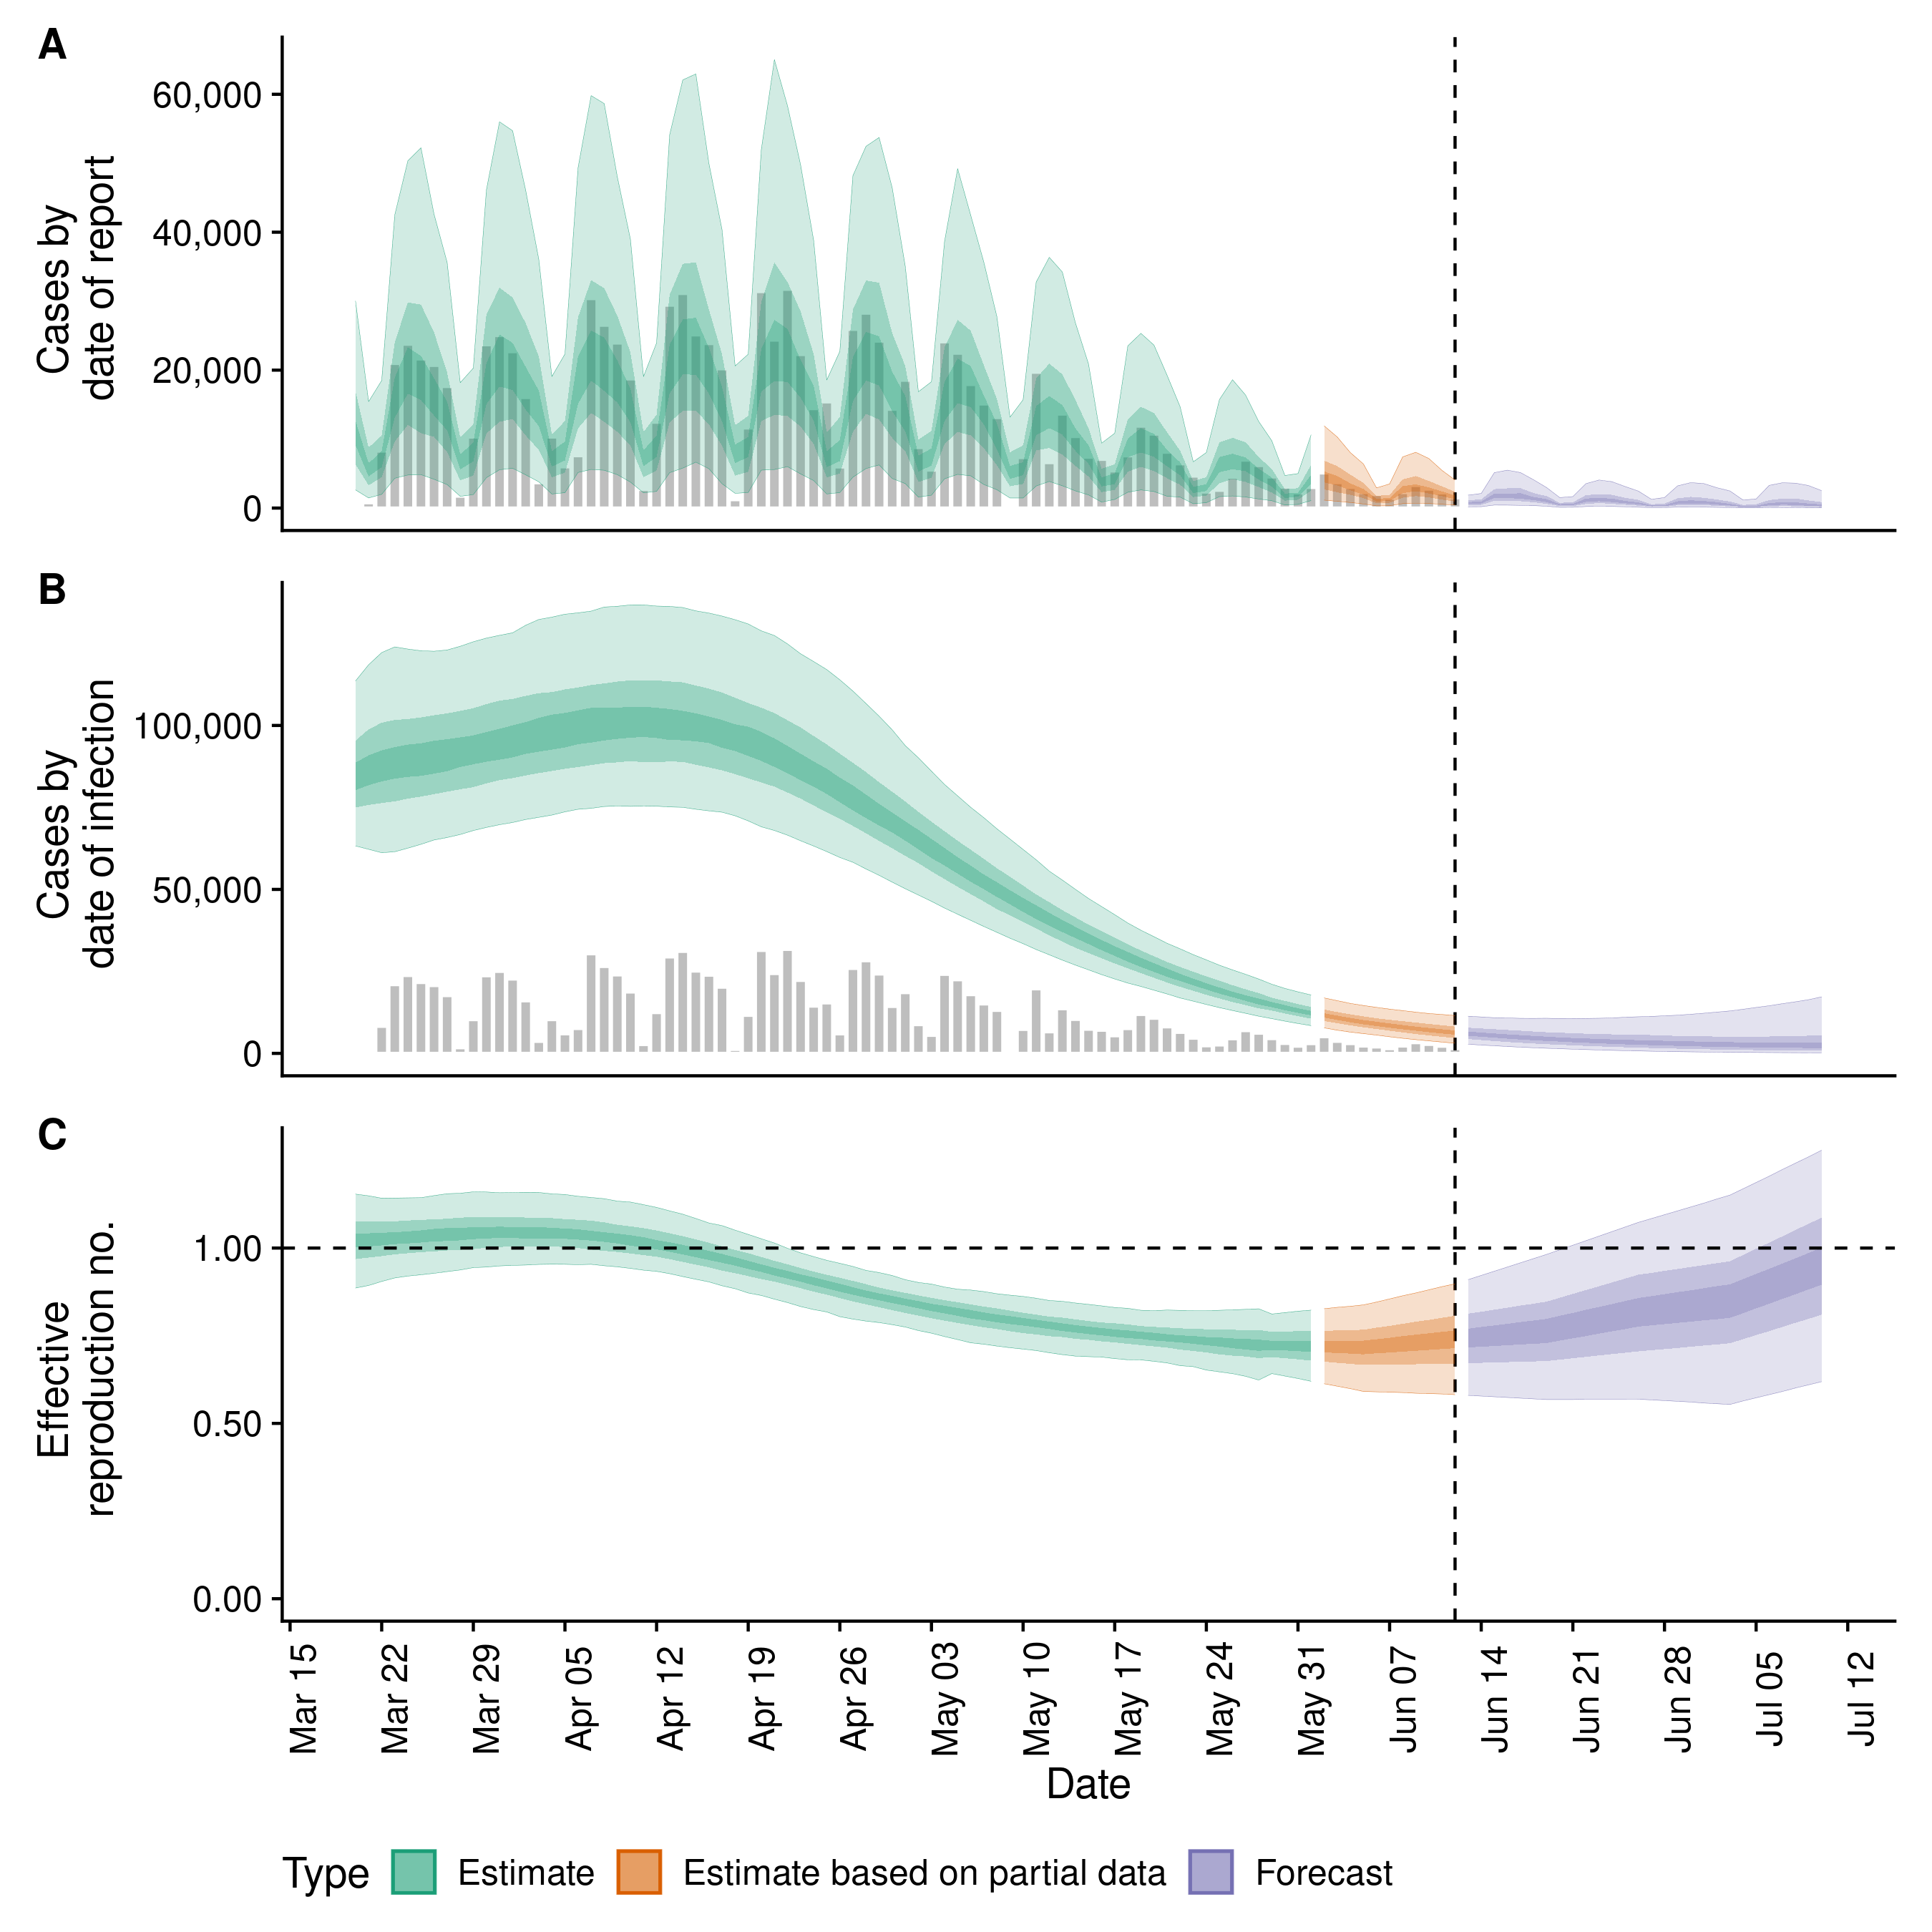 A
Cases by
date of report
60,000
40,000
20,000
0
B
Cases by
date of infection
100,000
50,000
0
C
Effective
reproduction no.
1.00
0.50
0.00
Mar 15
Mar 22
Mar 29
Apr 05
Apr 12
Apr 19
Apr 26
May 03
May 10
May 17
May 24
May 31
Jun 07
Jun 14
Jun 21
Jun 28
Jul 05
Jul 12
Date
Type Estimate Estimate based on partial data Forecast